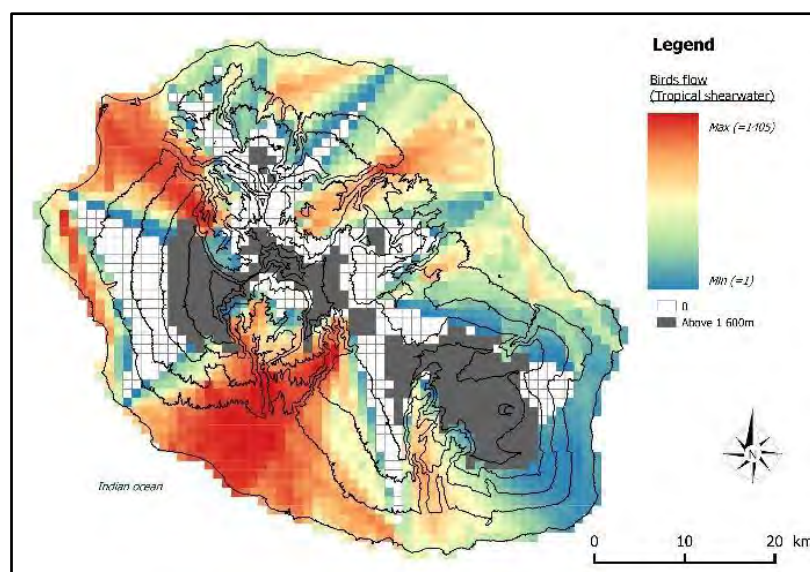 Legend
Birds flow
(Tropical shearwater)
Max (=1405)
Min (=1)
0
Above 1 600m
N
Indian ocean
0 10 20 km